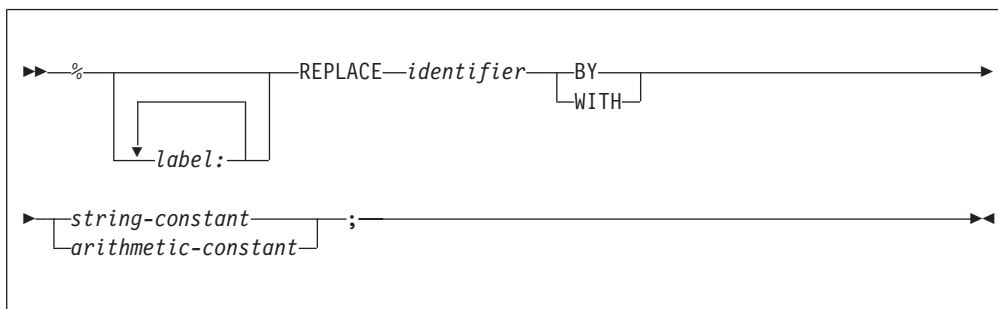 % REPLACE identifier BY
WITH
label:
string-constant ;
arithmetic-constant